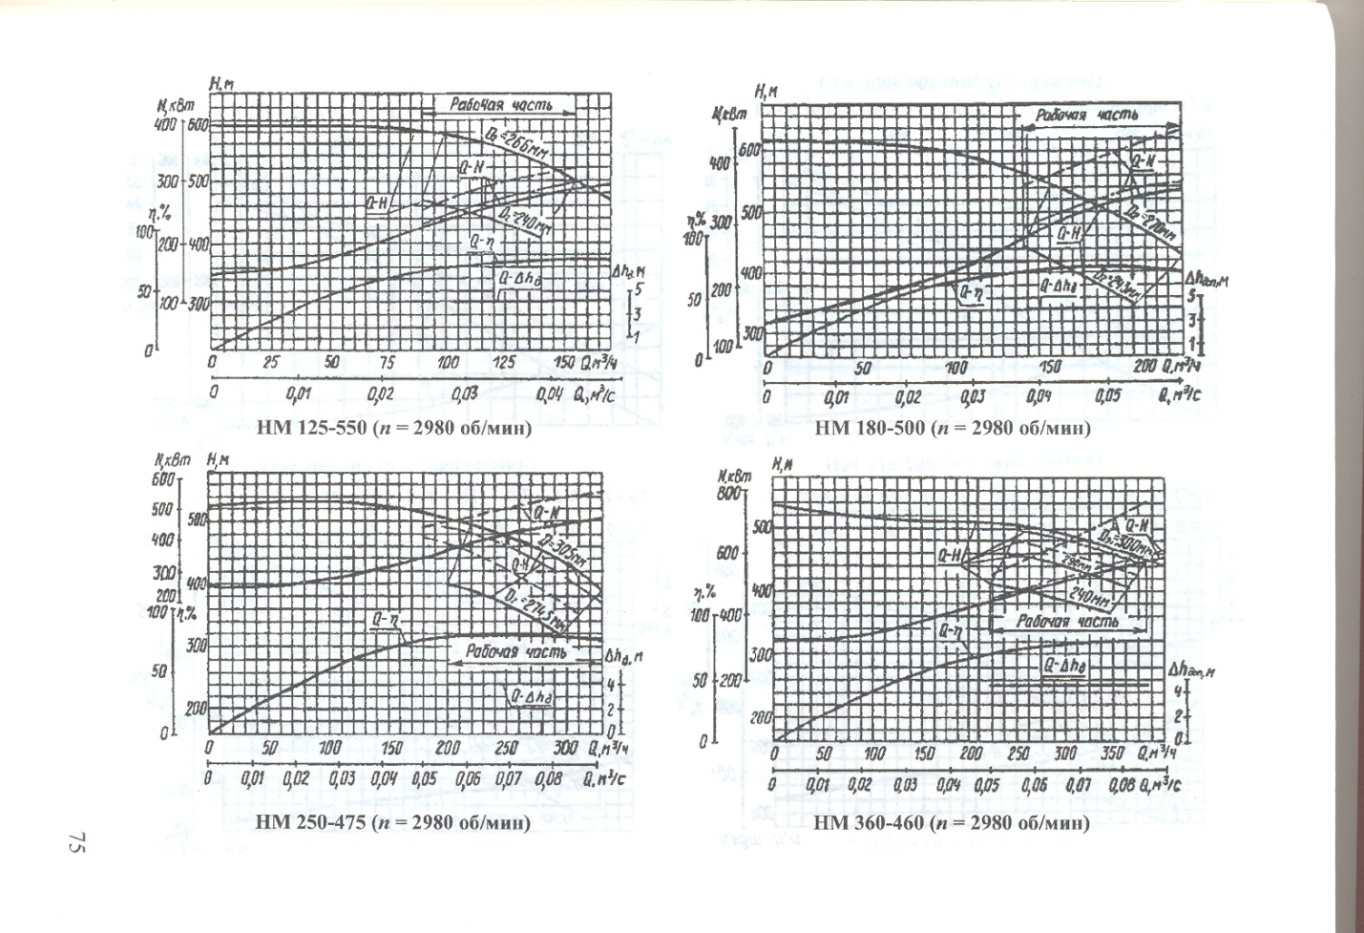 H,м
N,кВт
Рабочая часть
400
600
D₂=266мм
Q-N
300
500
Q-H
D₂=240мм
η.%
100
200
400
Q-η
Q-Δhд
Δhд м
50
100
300
5
3
1
0
0 25 50 75 100 125 150 Q,м³/ч
0 0,01 0,02 0,03 0,04 Q,м³/с
НМ 125-550 (n = 2980 об/мин)
H,м
N,кВт
Рабочая часть
400
600
Q-N
η.%
300
500
D₂=270мм
Q-H
100
400
200
D₂=243мм
Q-η
Q-Δhд
Δhдоп,м
50
5
3
1
100
300
0
0 50 100 150 200 Q,м³/ч
0 0,01 0,02 0,03 0,04 0,05 Q,м³/с
НМ 180-500 (n = 2980 об/мин)
N,кВт H,м
600
500
500
Q-N
400
D=305мм
300
400
Q-H
200
D₂=274,5мм
100 η.%
Q-η
300
Рабочая часть
Δhд,м
50
4
Q-Δhд
200
2
0
0
0 50 100 150 200 250 300 Q,м³/ч
0 0,01 0,02 0,03 0,04 0,05 0,06 0,07 0,08 Q,м³/с
НМ 250-475 (n = 2980 об/мин)
H,м
N,кВт
800
500
Q-N
D₂=300мм
600
Q-H
η.%
400
240мм
100
400
Рабочая часть
Q-η
300
Q-Δhд
Δhдоп,м
50
200
4
200
2
0
0
0 50 100 150 200 250 300 350 Q,м³/ч
0 0,01 0,02 0,03 0,04 0,05 0,06 0,07 0,08 Q,м³/с
НМ 360-460 (n = 2980 об/мин)
75